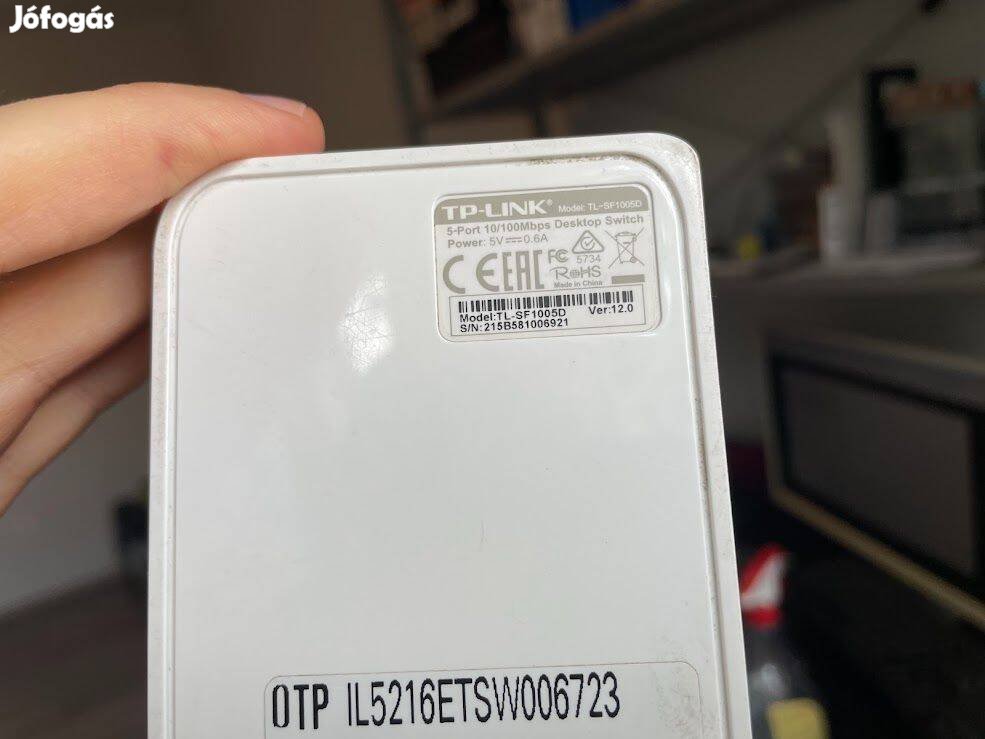 Jófogás
TP-LINK® Model: TL-SF1005D
5-Port 10/100Mbps Desktop Switch
Power: 5V⎓0.6A
CE EAC FC 5734
RoHS
Made in China
Model:TL-SF1005D Ver:12.0
S/N:215B581006921
OTP IL5216ETSW006723